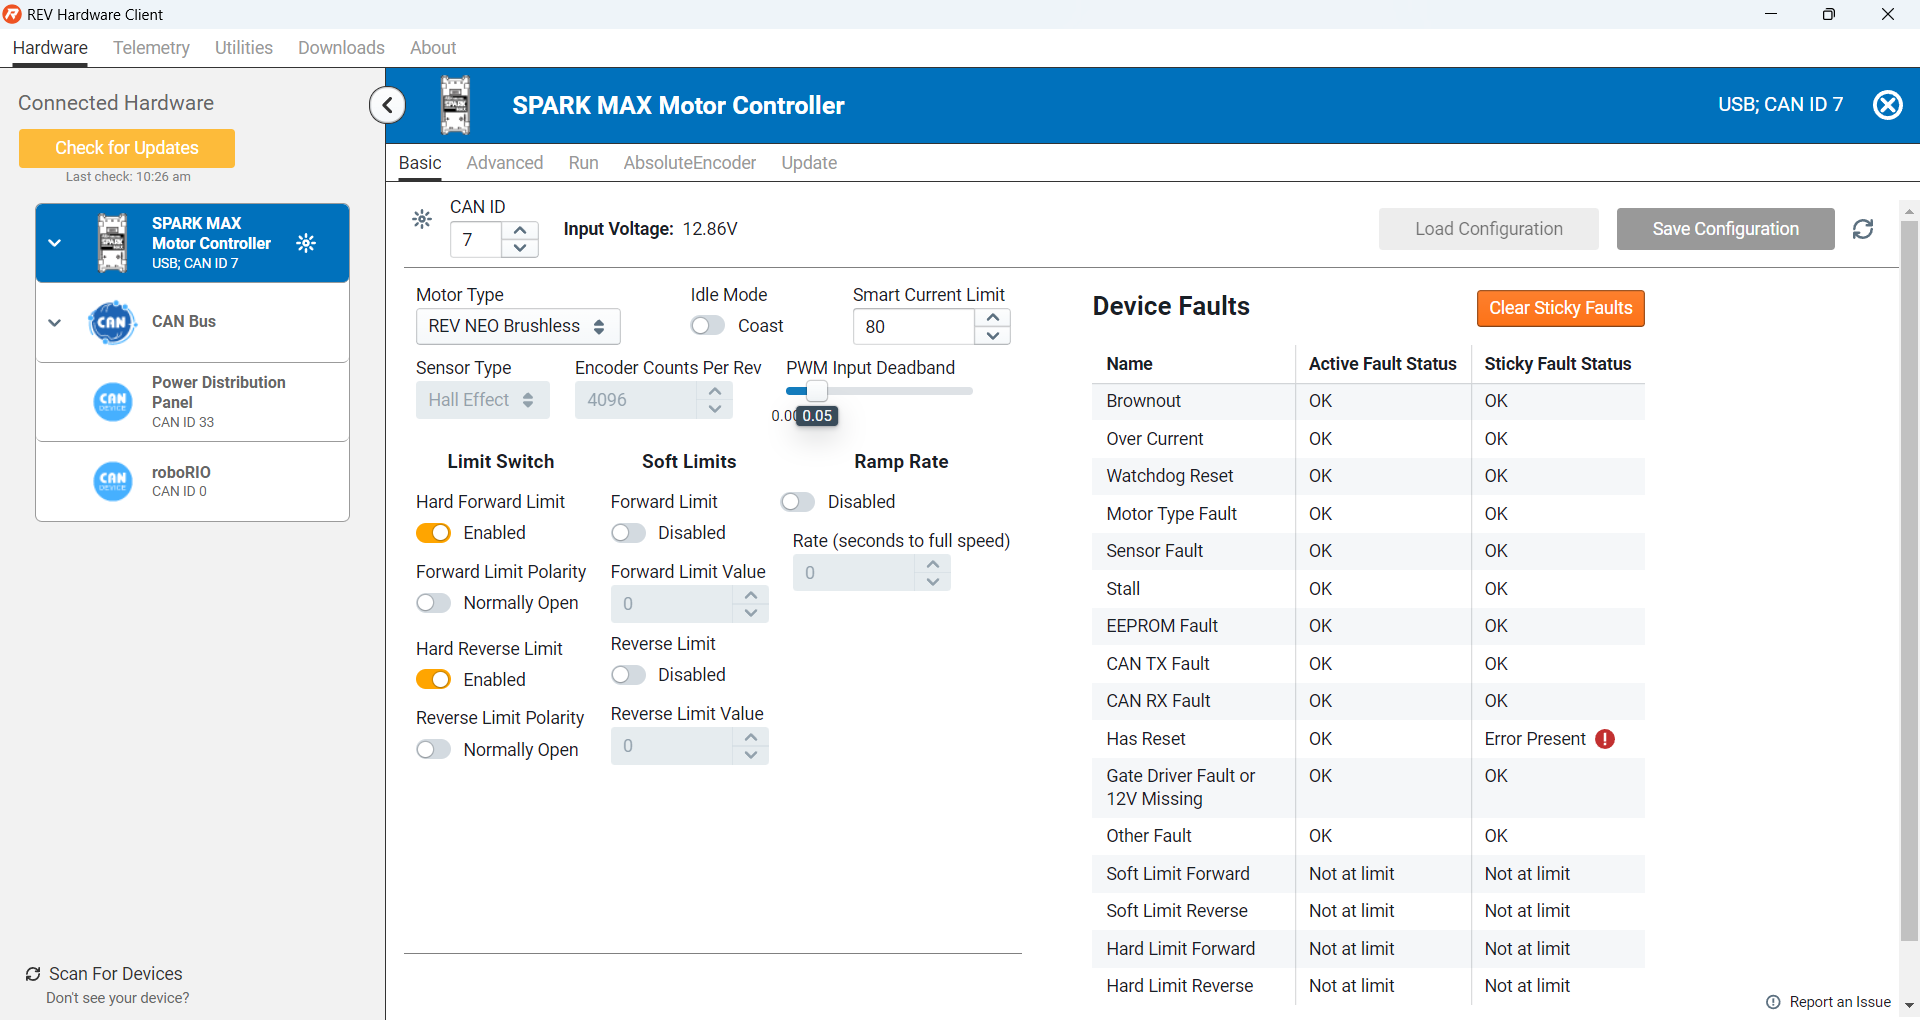 REV Hardware Client
Hardware Telemetry Utilities Downloads About
Connected Hardware
Check for Updates
Last check: 10:26 am
SPARK MAX
Motor Controller
USB; CAN ID 7
CAN
CAN Bus
CAN
DEVICE
Power Distribution
Panel
CAN ID 33
CAN
DEVICE
roboRIO
CAN ID 0
Scan For Devices
Don't see your device?
SPARK MAX Motor Controller
USB; CAN ID 7
Basic Advanced Run AbsoluteEncoder Update
CAN ID
7
Input Voltage: 12.86V
Load Configuration
Save Configuration
Motor Type
REV NEO Brushless
Idle Mode
Coast
Smart Current Limit
80
Sensor Type
Hall Effect
Encoder Counts Per Rev
4096
PWM Input Deadband
0.00
0.05
Limit Switch
Hard Forward Limit
Enabled
Forward Limit Polarity
Normally Open
Hard Reverse Limit
Enabled
Reverse Limit Polarity
Normally Open
Soft Limits
Forward Limit
Disabled
Forward Limit Value
0
Reverse Limit
Disabled
Reverse Limit Value
0
Ramp Rate
Disabled
Rate (seconds to full speed)
0
Device Faults
Clear Sticky Faults
Name Active Fault Status Sticky Fault Status
Brownout OK OK
Over Current OK OK
Watchdog Reset OK OK
Motor Type Fault OK OK
Sensor Fault OK OK
Stall OK OK
EEPROM Fault OK OK
CAN TX Fault OK OK
CAN RX Fault OK OK
Has Reset OK Error Present
Gate Driver Fault or OK OK
12V Missing
Other Fault OK OK
Soft Limit Forward Not at limit Not at limit
Soft Limit Reverse Not at limit Not at limit
Hard Limit Forward Not at limit Not at limit
Hard Limit Reverse Not at limit Not at limit
Report an Issue